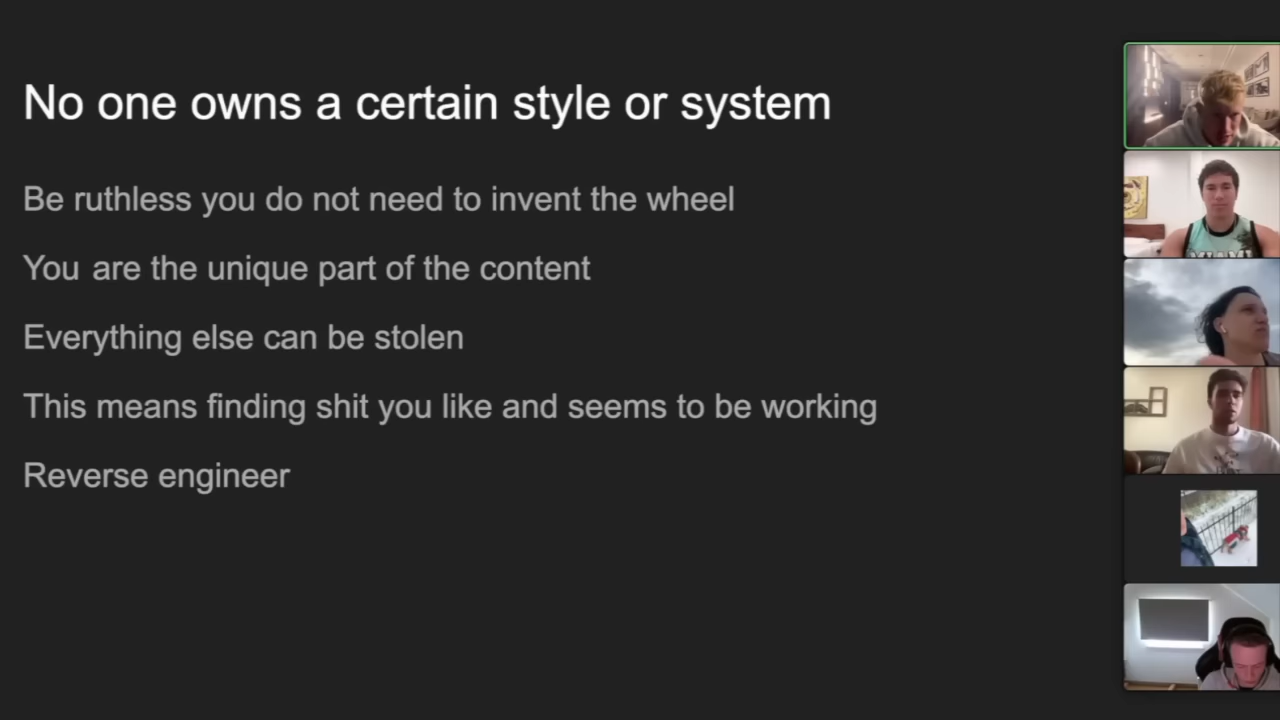 No one owns a certain style or system
Be ruthless you do not need to invent the wheel
You are the unique part of the content
Everything else can be stolen
This means finding shit you like and seems to be working
Reverse engineer
MIAMI